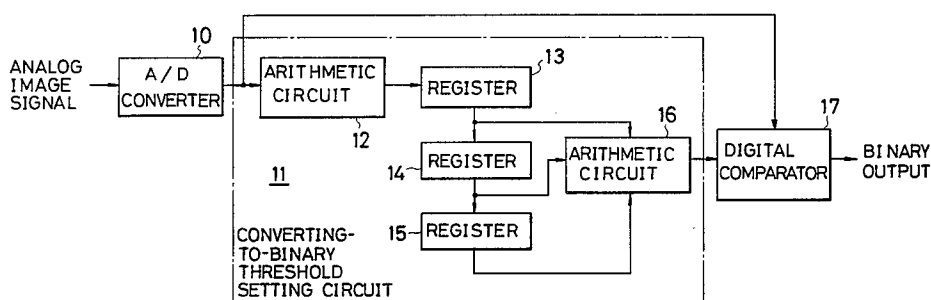 ANALOG
IMAGE
SIGNAL
10
A/D
CONVERTER
ARITHMETIC
CIRCUIT
12
13
REGISTER
14
REGISTER
15
REGISTER
16
ARITHMETIC
CIRCUIT
17
DIGITAL
COMPARATOR
BINARY
OUTPUT
11
CONVERTING-
TO-BINARY
THRESHOLD
SETTING CIRCUIT